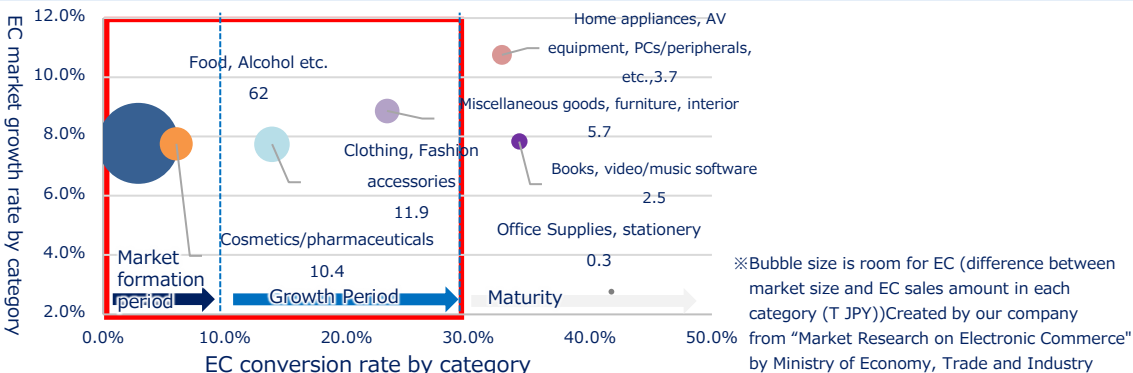 EC market growth rate by category
12.0%
10.0%
8.0%
6.0%
4.0%
2.0%
Home appliances, AV
equipment, PCs/peripherals,
etc.,3.7
Food, Alcohol etc.
62
Miscellaneous goods, furniture, interior
5.7
Clothing, Fashion
accessories
11.9
Books, video/music software
2.5
Cosmetics/pharmaceuticals
10.4
Office Supplies, stationery
0.3
Market
formation
period
Growth Period
Maturity
0.0%
10.0%
20.0%
30.0%
40.0%
50.0%
EC conversion rate by category
※Bubble size is room for EC (difference between
market size and EC sales amount in each
category (T JPY))Created by our company
from “Market Research on Electronic Commerce"
by Ministry of Economy, Trade and Industry